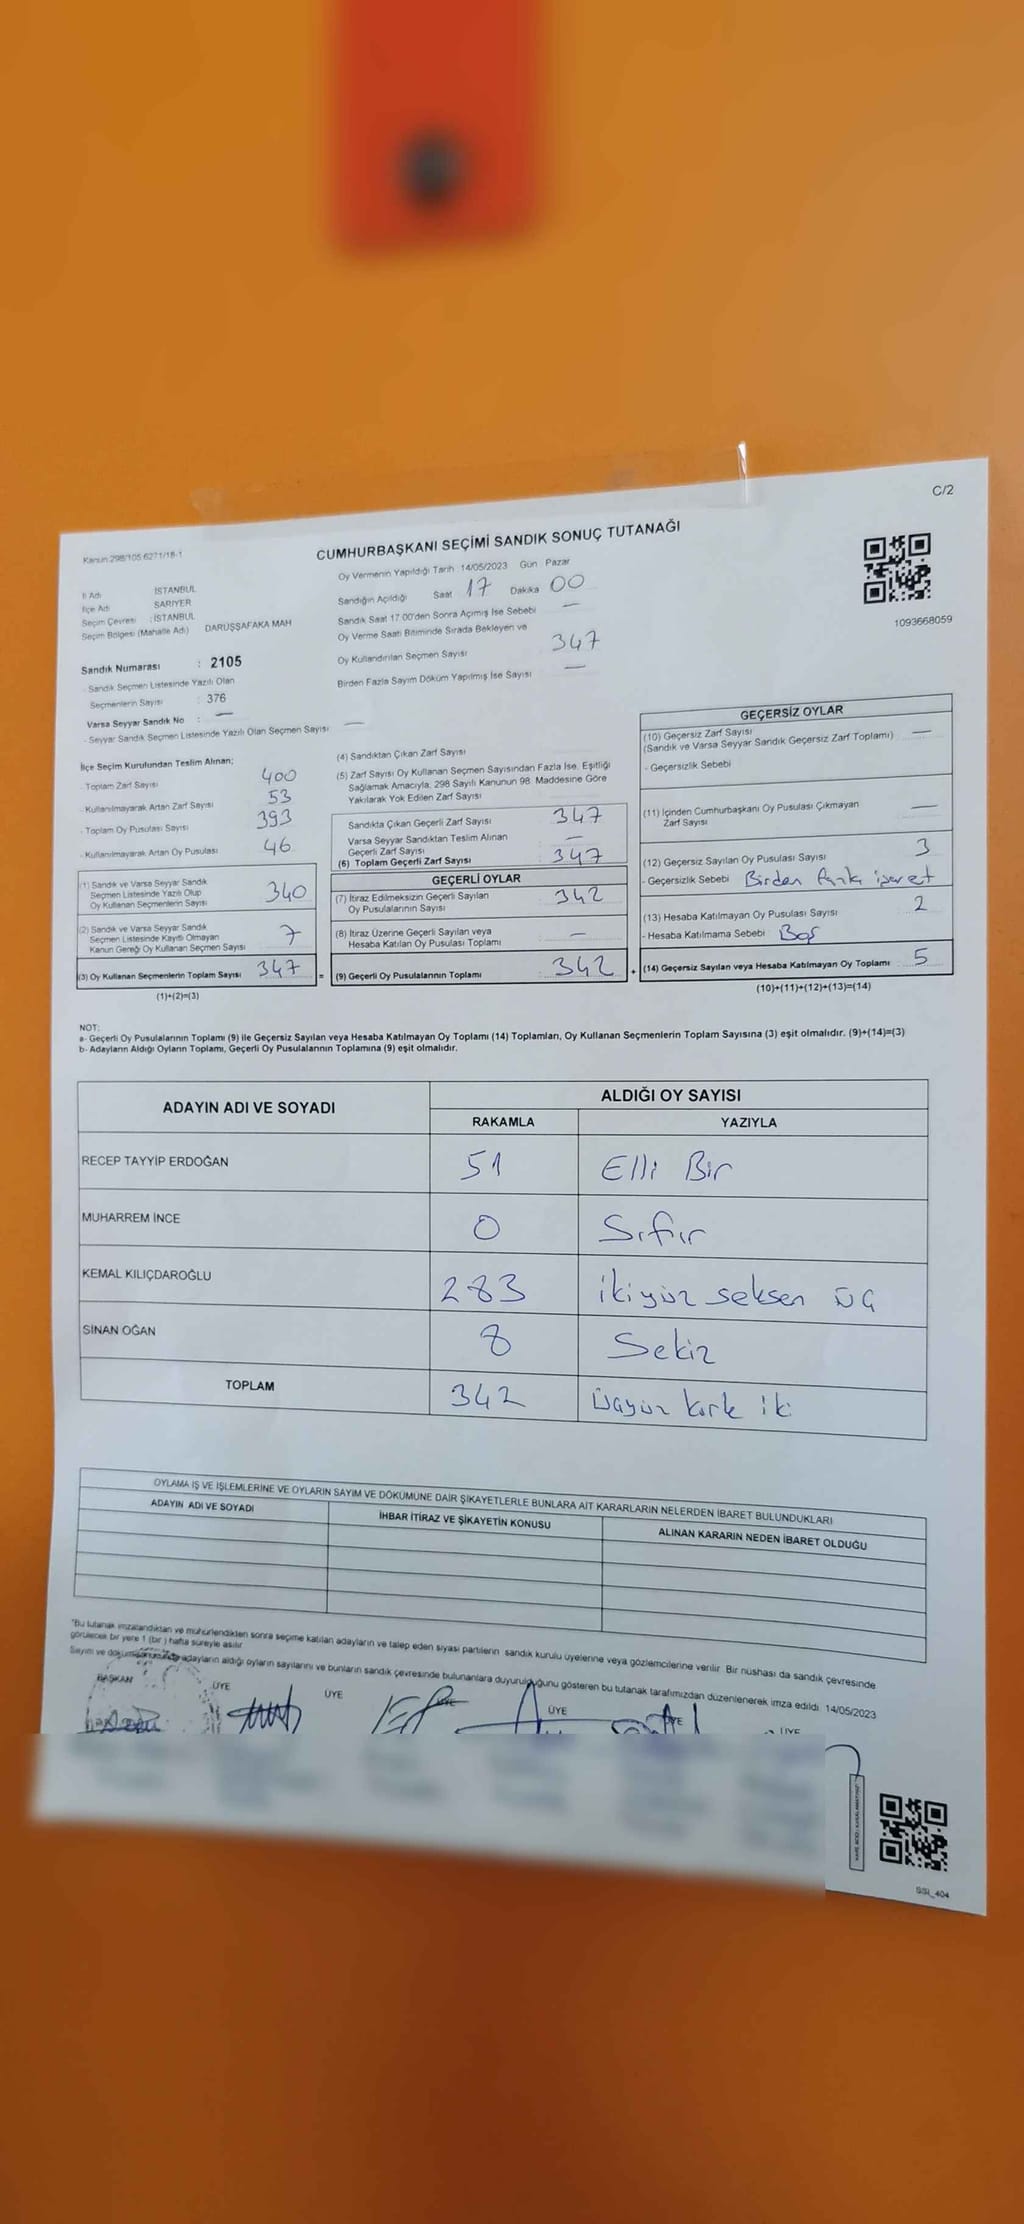 C/2
Kanun:298/105 6271/18-1
CUMHURBAŞKANI SEÇİMİ SANDIK SONUÇ TUTANAĞI
1093668059
İl Adı İSTANBUL
İlçe Adı SARIYER
Seçim Çevresi : İSTANBUL
Seçim Bölgesi (Mahalle Adı) DARÜŞŞAFAKA MAH
Sandık Numarası : 2105
- Sandık Seçmen Listesinde Yazılı Olan
Seçmenlerin Sayısı : 376
Varsa Seyyar Sandık No : —
- Seyyar Sandık Seçmen Listesinde Yazılı Olan Seçmen Sayısı —
Oy Vermenin Yapıldığı Tarih : 14/05/2023 Gün : Pazar
Sandığın Açıldığı Saat 17 Dakika 00
Sandık Saat 17:00'den Sonra Açımış İse Sebebi —
Oy Verme Saati Bitiminde Sırada Bekleyen ve
Oy Kullandırılan Seçmen Sayısı 347
Birden Fazla Sayım Döküm Yapılmış İse Sayısı —
İlçe Seçim Kurulundan Teslim Alınan;
- Toplam Zarf Sayısı 400
- Kullanılmayarak Artan Zarf Sayısı 53
- Toplam Oy Pusulası Sayısı 393
- Kullanılmayarak Artan Oy Pusulası 46
(1) Sandık ve Varsa Seyyar Sandık
Seçmen Listesinde Yazılı Olup
Oy Kullanan Seçmenlerin Sayısı 340
(2) Sandık ve Varsa Seyyar Sandık
Seçmen Listesinde Kayıtlı Olmayan
Kanun Gereği Oy Kullanan Seçmen Sayısı 7
(3) Oy Kullanan Seçmenlerin Toplam Sayısı 347 =
(1)+(2)=(3)
(4) Sandıktan Çıkan Zarf Sayısı
(5) Zarf Sayısı Oy Kullanan Seçmen Sayısından Fazla İse, Eşitliği
Sağlamak Amacıyla; 298 Sayılı Kanunun 98. Maddesine Göre
Yakılarak Yok Edilen Zarf Sayısı
Sandıkta Çıkan Geçerli Zarf Sayısı 347
Varsa Seyyar Sandıktan Teslim Alınan
Geçerli Zarf Sayısı —
(6) Toplam Geçerli Zarf Sayısı 347
GEÇERLİ OYLAR
(7) İtiraz Edilmeksizin Geçerli Sayılan
Oy Pusulalarının Sayısı 342
(8) İtiraz Üzerine Geçerli Sayılan veya
Hesaba Katılan Oy Pusulası Toplamı —
(9) Geçerli Oy Pusulalarının Toplamı 342 +
GEÇERSİZ OYLAR
(10) Geçersiz Zarf Sayısı
(Sandık ve Varsa Seyyar Sandık Geçersiz Zarf Toplamı) —
- Geçersizlik Sebebi
(11) İçinden Cumhurbaşkanı Oy Pusulası Çıkmayan
Zarf Sayısı —
(12) Geçersiz Sayılan Oy Pusulası Sayısı 3
- Geçersizlik Sebebi Birden fazla işaret
(13) Hesaba Katılmayan Oy Pusulası Sayısı 2
- Hesaba Katılmama Sebebi Boş
(14) Geçersiz Sayılan veya Hesaba Katılmayan Oy Toplamı 5
(10)+(11)+(12)+(13)=(14)
NOT:
a- Geçerli Oy Pusulalarının Toplamı (9) ile Geçersiz Sayılan veya Hesaba Katılmayan Oy Toplamı (14) Toplamları, Oy Kullanan Seçmenlerin Toplam Sayısına (3) eşit olmalıdır. (9)+(14)=(3)
b- Adayların Aldığı Oyların Toplamı, Geçerli Oy Pusulalarının Toplamına (9) eşit olmalıdır.
ADAYIN ADI VE SOYADI ALDIĞI OY SAYISI
RAKAMLA YAZIYLA
RECEP TAYYİP ERDOĞAN 51 Elli Bir
MUHARREM İNCE 0 Sıfır
KEMAL KILIÇDAROĞLU 283 ikiyüz seksen üç
SİNAN OĞAN 8 Sekiz
TOPLAM 342 üçyüz kırk iki
OYLAMA İŞ VE İŞLEMLERİNE VE OYLARIN SAYIM VE DÖKÜMÜNE DAİR ŞİKAYETLERLE BUNLARA AİT KARARLARIN NELERDEN İBARET BULUNDUKLARI
ADAYIN ADI VE SOYADI İHBAR İTİRAZ VE ŞİKAYETİN KONUSU ALINAN KARARIN NEDEN İBARET OLDUĞU
"Bu tutanak imzalandıktan ve mühürlendikten sonra seçime katılan adayların ve talep eden siyasi partilerin sandık kurulu üyelerine veya gözlemcilerine verilir. Bir nüshası da sandık çevresinde
görülecek bir yere 1 (bir) hafta süreyle asılır.
Sayım ve döküm adayların aldığı oyların sayılarını ve bunların sandık çevresinde bulunanlara duyurulduğunu gösteren bu tutanak tarafımızdan düzenlenerek imza edildi. 14/05/2023
BAŞKAN ÜYE ÜYE ÜYE ÜYE ÜYE ÜYE
SSI_404